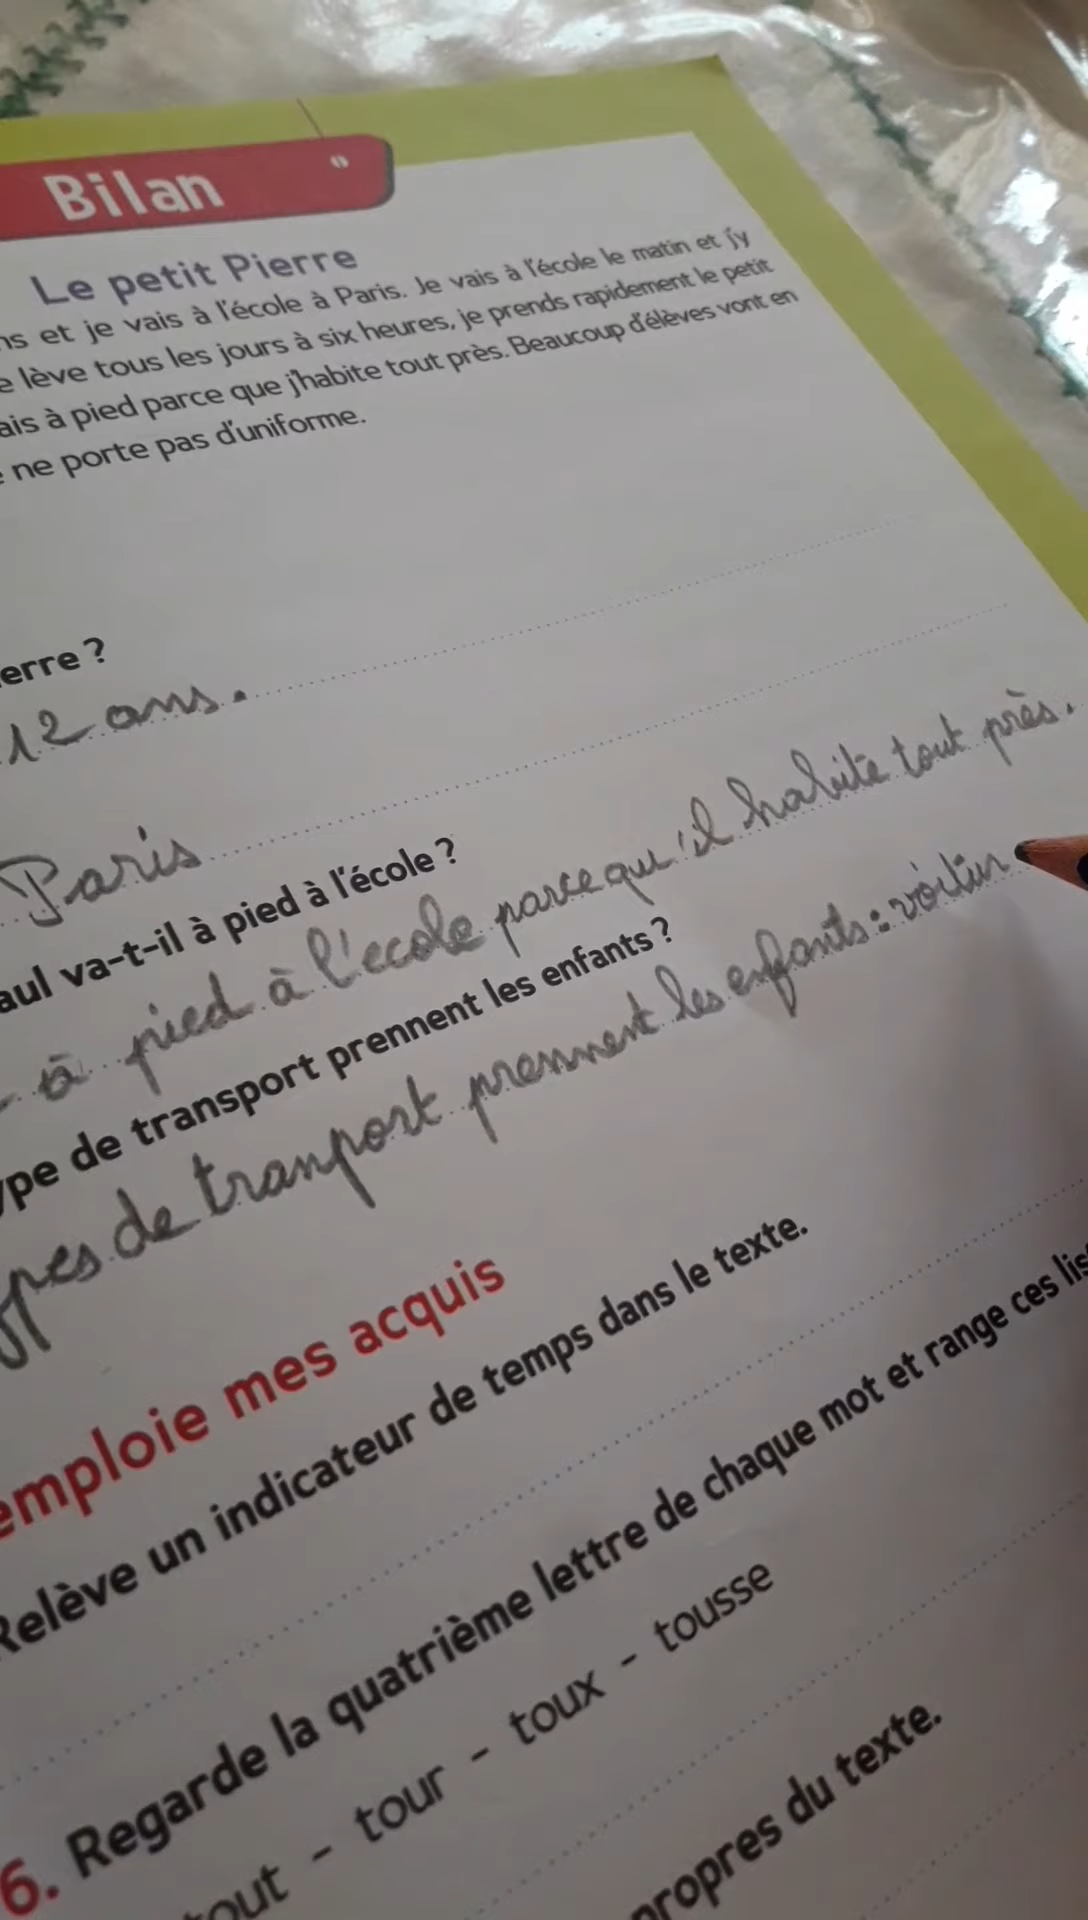 Bilan
Le petit Pierre
ns et je vais à l'école à Paris. Je vais à l'école le matin et j'y
e lève tous les jours à six heures, je prends rapidement le petit
ais à pied parce que j'habite tout près. Beaucoup d'élèves vont en
ne porte pas d'uniforme.
erre ?
12 ans.
Paris
aul va-t-il à pied à l'école ?
à pied à l'ecole parce qu'il habite tout près.
ype de transport prennent les enfants ?
ypes de tranport prennent les enfants : voitur
emploie mes acquis
Relève un indicateur de temps dans le texte.
6. Regarde la quatrième lettre de chaque mot et range ces lis
tout - tour - toux - tousse
propres du texte.